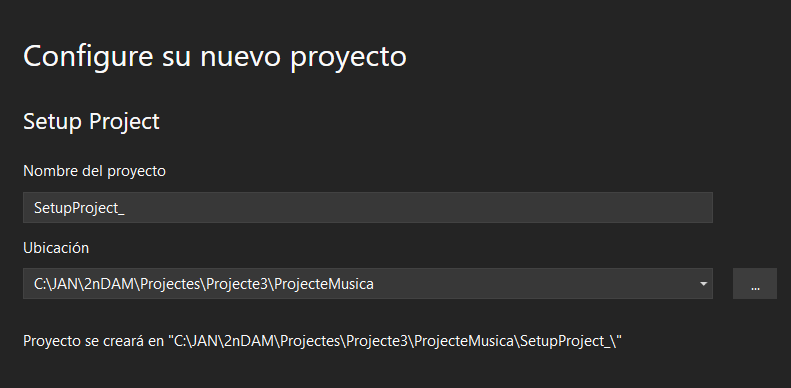 Configure su nuevo proyecto
Setup Project
Nombre del proyecto
SetupProject_
Ubicación
C:\JAN\2nDAM\Projectes\Projecte3\ProjecteMusica
...
Proyecto se creará en "C:\JAN\2nDAM\Projectes\Projecte3\ProjecteMusica\SetupProject_\"